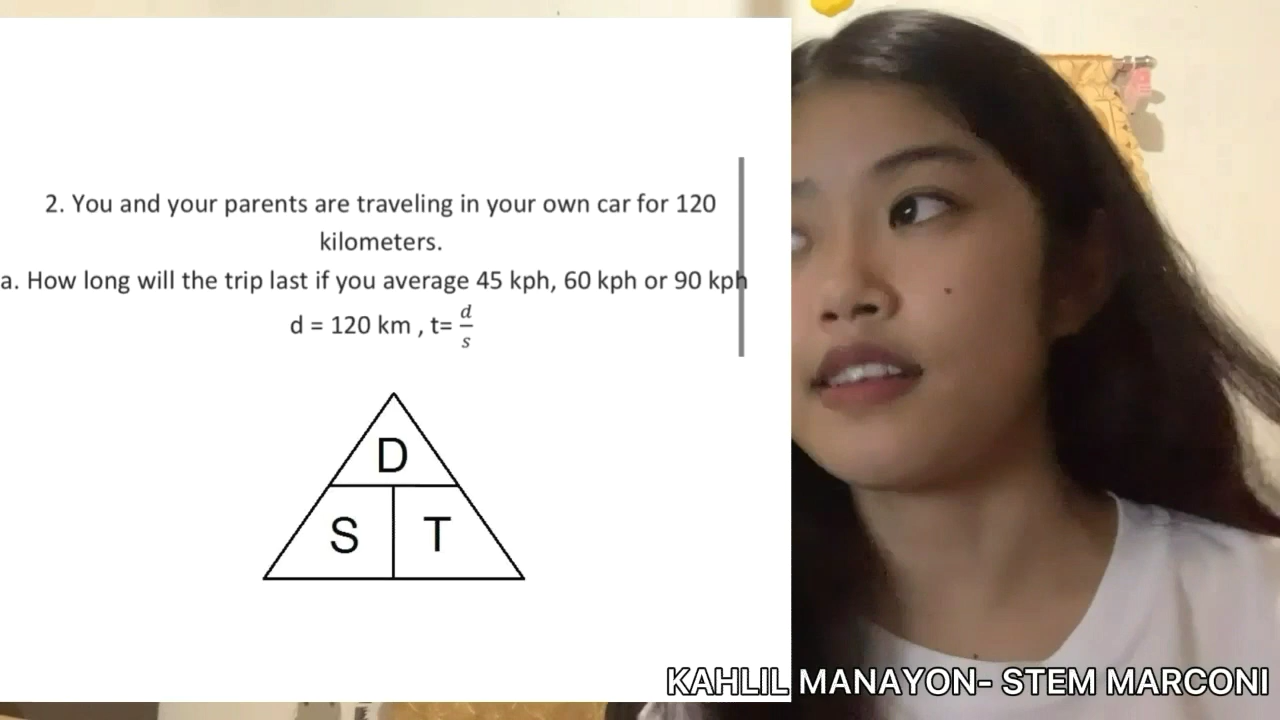 2. You and your parents are traveling in your own car for 120
kilometers.
a. How long will the trip last if you average 45 kph, 60 kph or 90 kph
d = 120 km , t= d/s
D
S T
KAHLIL MANAYON- STEM MARCONI